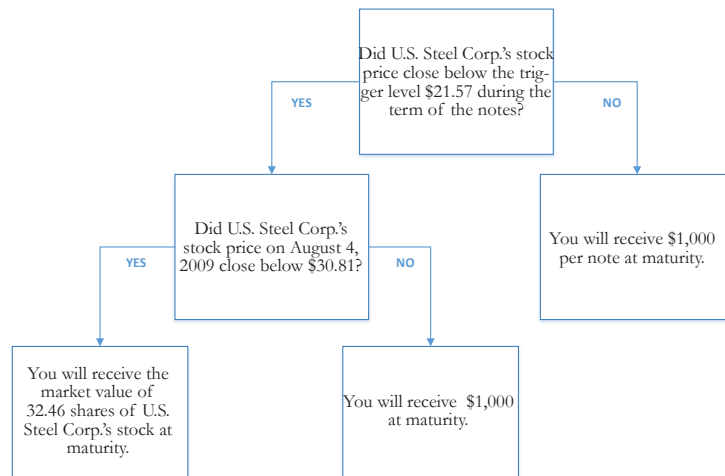 Did U.S. Steel Corp.'s stock
price close below the trig-
ger level $21.57 during the
term of the notes?
YES
NO
Did U.S. Steel Corp.'s
stock price on August 4,
2009 close below $30.81?
You will receive $1,000
per note at maturity.
YES
NO
You will receive the
market value of
32.46 shares of U.S.
Steel Corp.'s stock at
maturity.
You will receive $1,000
at maturity.